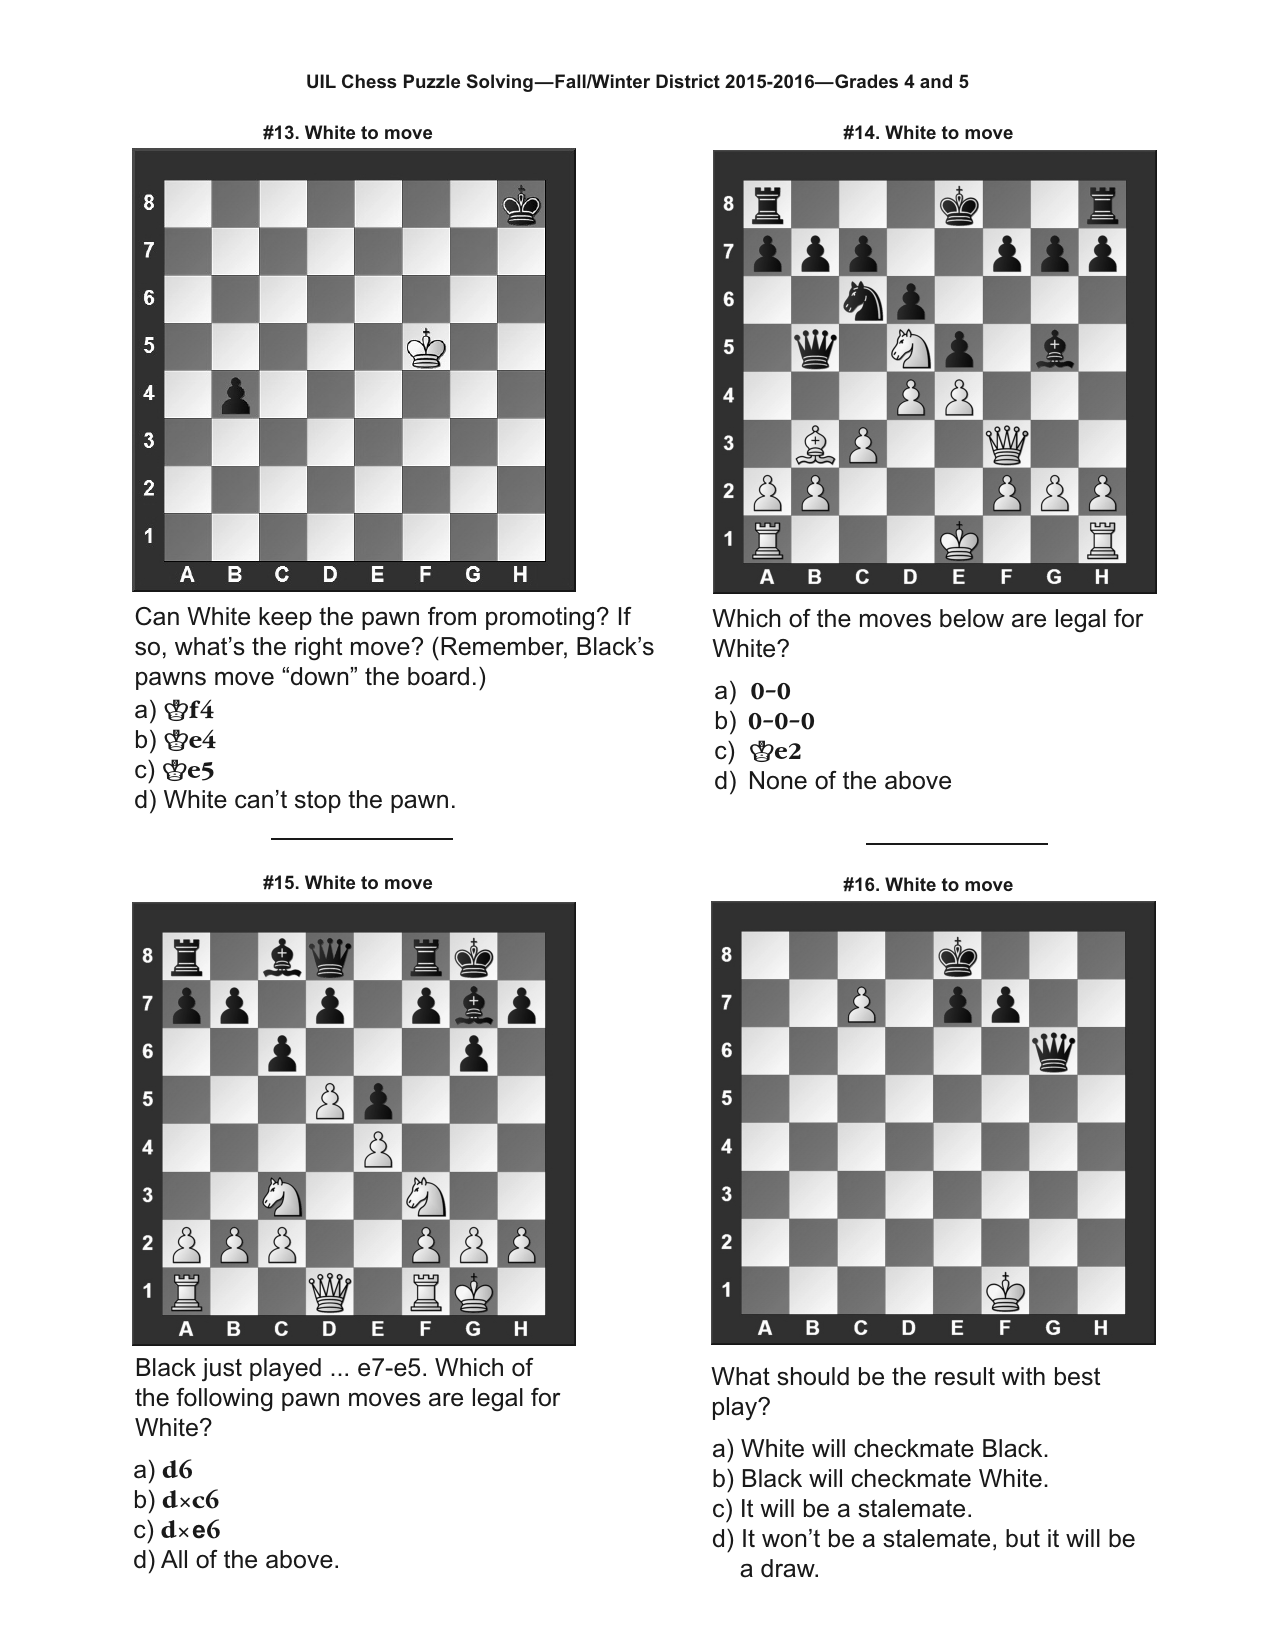 UIL Chess Puzzle Solving—Fall/Winter District 2015-2016—Grades 4 and 5
#13. White to move
8
7
6
5
4
3
2
1
A B C D E F G H
Can White keep the pawn from promoting? If
so, what's the right move? (Remember, Black's
pawns move “down” the board.)
a) ♔f4
b) ♔e4
c) ♔e5
d) White can't stop the pawn.
#14. White to move
8
7
6
5
4
3
2
1
A B C D E F G H
Which of the moves below are legal for
White?
a) 0-0
b) 0-0-0
c) ♔e2
d) None of the above
#15. White to move
8
7
6
5
4
3
2
1
A B C D E F G H
Black just played ... e7-e5. Which of
the following pawn moves are legal for
White?
a) d6
b) d×c6
c) d×e6
d) All of the above.
#16. White to move
8
7
6
5
4
3
2
1
A B C D E F G H
What should be the result with best
play?
a) White will checkmate Black.
b) Black will checkmate White.
c) It will be a stalemate.
d) It won't be a stalemate, but it will be
a draw.